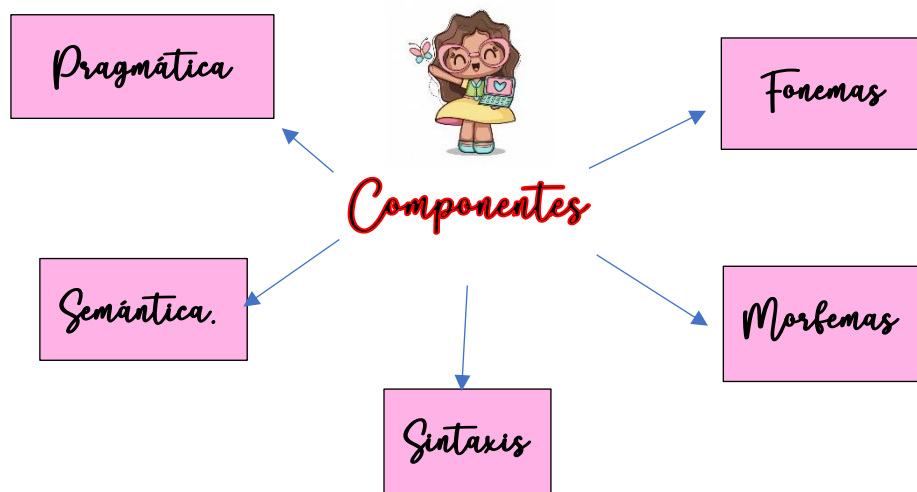 Pragmática
Fonemas
Componentes
Semántica.
Morfemas
Sintaxis